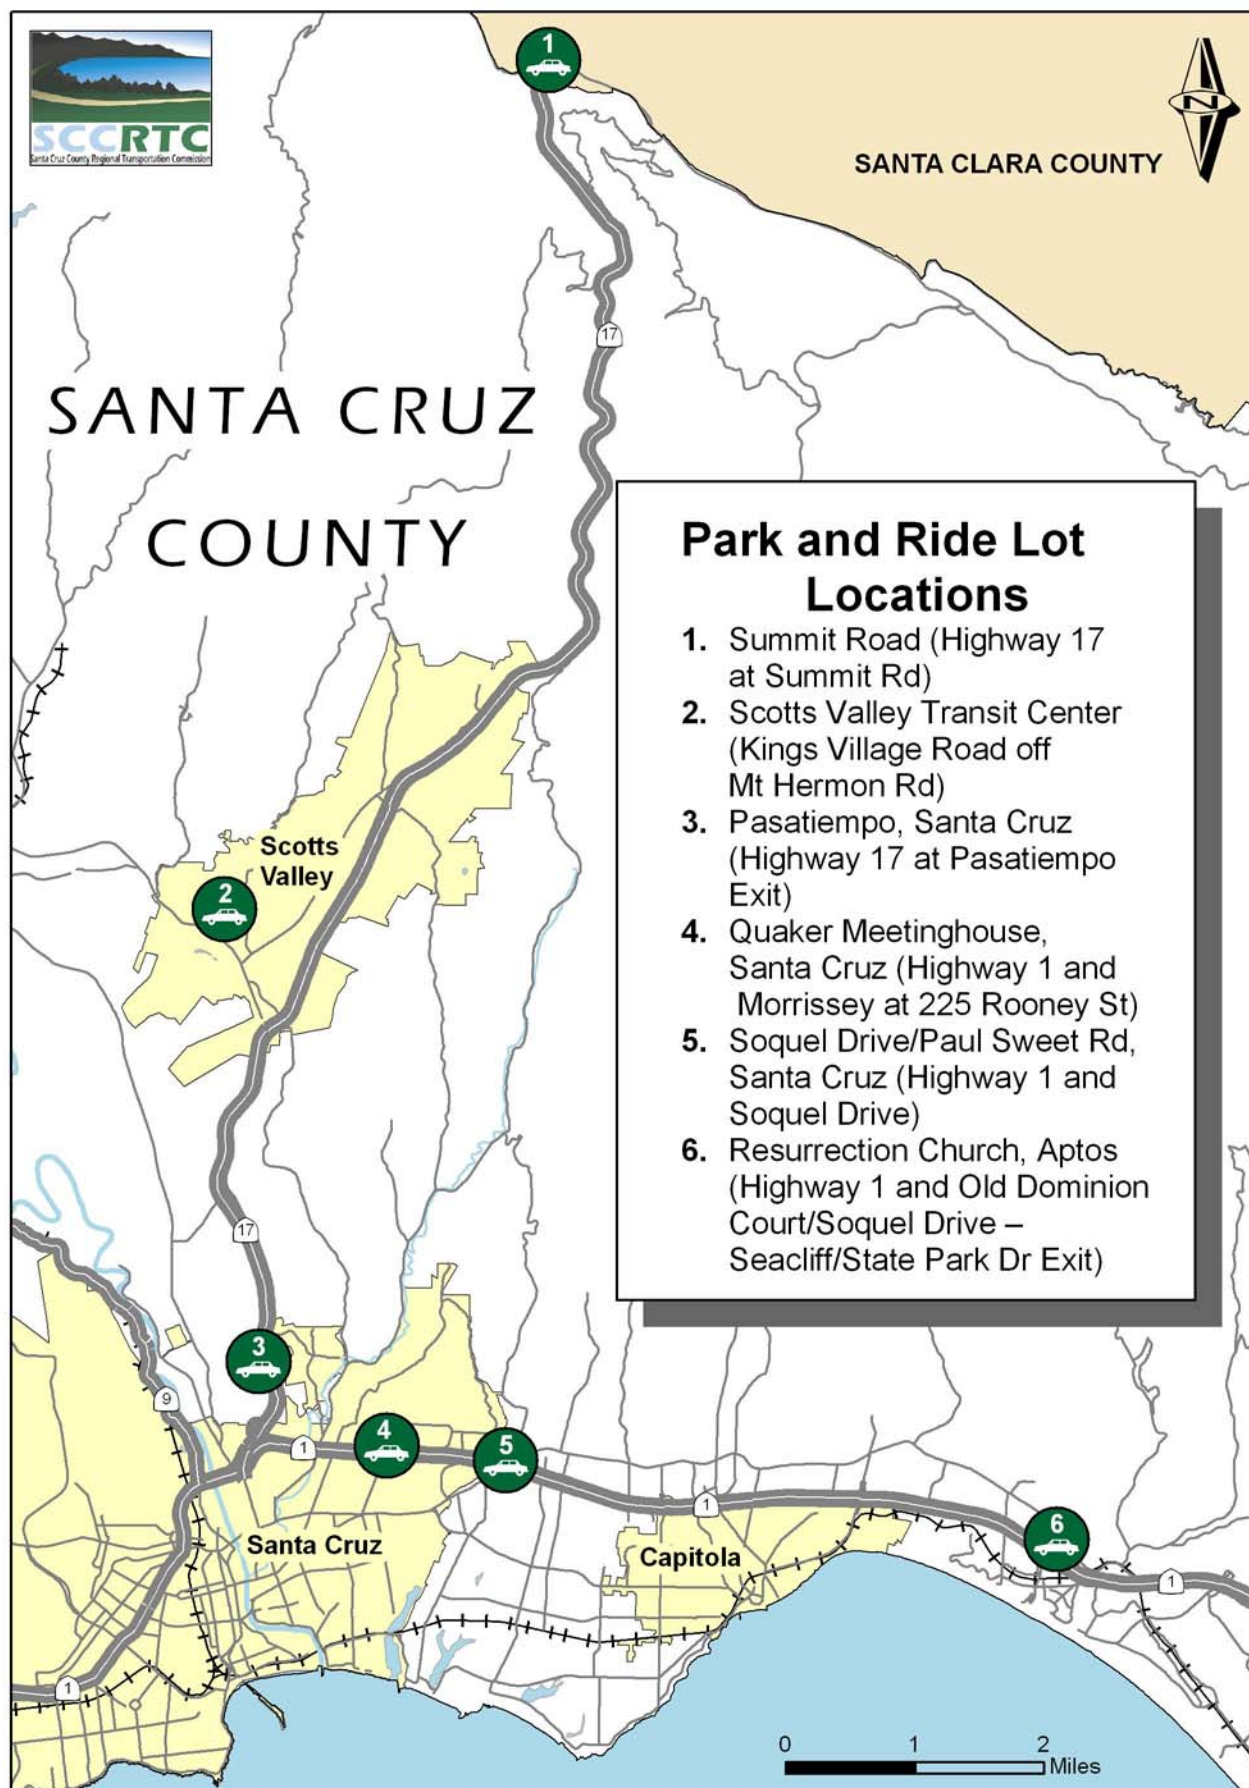 SCCRTC
Santa Cruz County Regional Transportation Commission
1
N
SANTA CLARA COUNTY
17
SANTA CRUZ
COUNTY
Park and Ride Lot
Locations
1. Summit Road (Highway 17
at Summit Rd)
2. Scotts Valley Transit Center
(Kings Village Road off
Mt Hermon Rd)
3. Pasatiempo, Santa Cruz
(Highway 17 at Pasatiempo
Exit)
4. Quaker Meetinghouse,
Santa Cruz (Highway 1 and
Morrissey at 225 Rooney St)
5. Soquel Drive/Paul Sweet Rd,
Santa Cruz (Highway 1 and
Soquel Drive)
6. Resurrection Church, Aptos
(Highway 1 and Old Dominion
Court/Soquel Drive –
Seacliff/State Park Dr Exit)
Scotts
Valley
2
17
3
9
4
1
5
1
6
Santa Cruz
Capitola
1
1
0 1 2
Miles